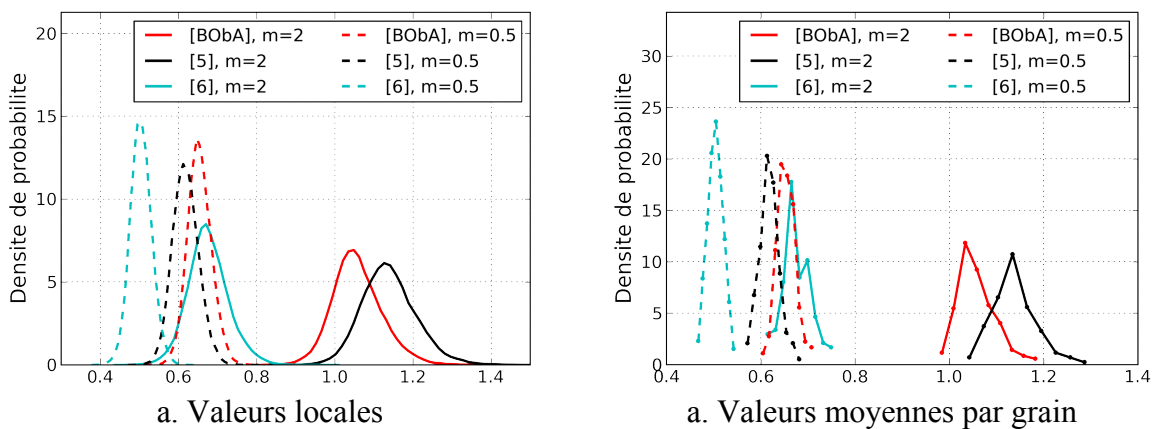 20
15
10
5
0
Densite de probabilite
[BObA], m=2
[5], m=2
[6], m=2
[BObA], m=0.5
[5], m=0.5
[6], m=0.5
0.4 0.6 0.8 1.0 1.2 1.4
a. Valeurs locales
30
25
20
15
10
5
0
Densite de probabilite
[BObA], m=2
[5], m=2
[6], m=2
[BObA], m=0.5
[5], m=0.5
[6], m=0.5
0.4 0.6 0.8 1.0 1.2 1.4
a. Valeurs moyennes par grain